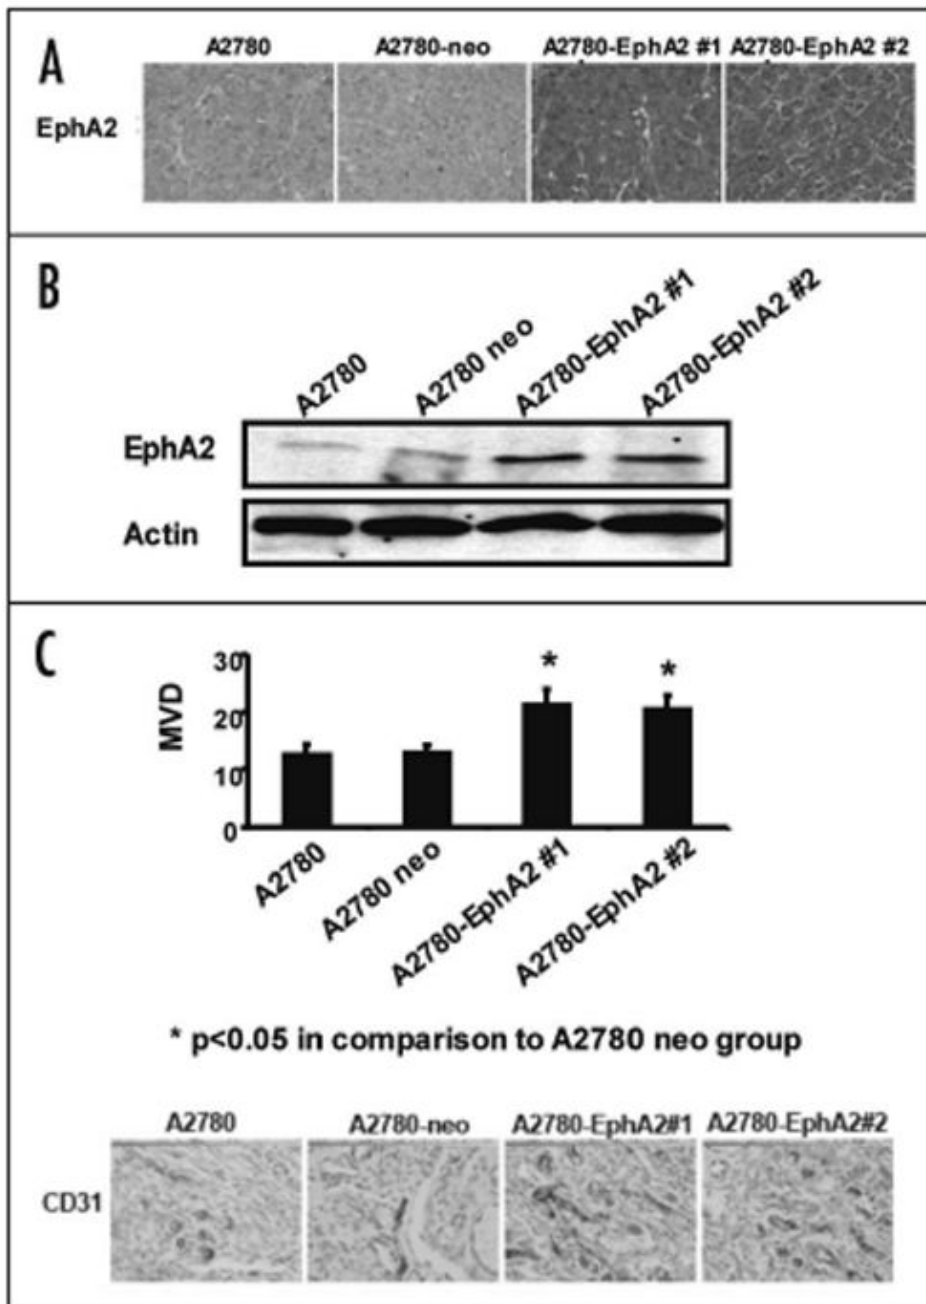 A
A2780 A2780-neo A2780-EphA2 #1 A2780-EphA2 #2
EphA2
B
A2780 A2780 neo A2780-EphA2 #1 A2780-EphA2 #2
EphA2
Actin
C
30
20
10
0
MVD
* *
A2780 A2780 neo A2780-EphA2 #1 A2780-EphA2 #2
* p<0.05 in comparison to A2780 neo group
A2780 A2780-neo A2780-EphA2#1 A2780-EphA2#2
CD31